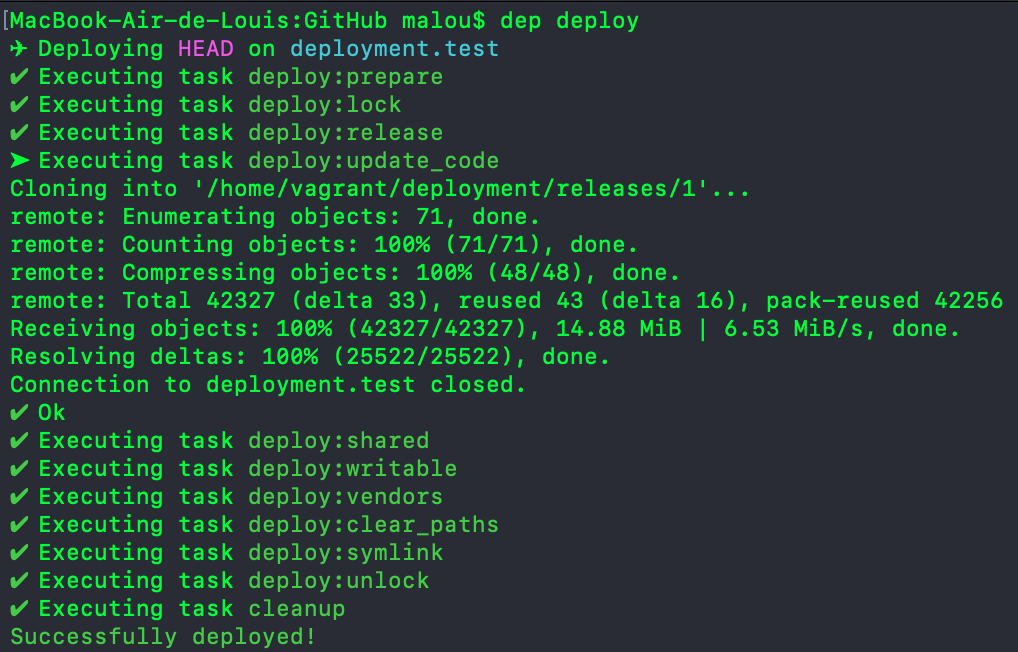 [MacBook-Air-de-Louis:GitHub malou$ dep deploy
✈ Deploying HEAD on deployment.test
✔ Executing task deploy:prepare
✔ Executing task deploy:lock
✔ Executing task deploy:release
➤ Executing task deploy:update_code
Cloning into '/home/vagrant/deployment/releases/1'...
remote: Enumerating objects: 71, done.
remote: Counting objects: 100% (71/71), done.
remote: Compressing objects: 100% (48/48), done.
remote: Total 42327 (delta 33), reused 43 (delta 16), pack-reused 42256
Receiving objects: 100% (42327/42327), 14.88 MiB | 6.53 MiB/s, done.
Resolving deltas: 100% (25522/25522), done.
Connection to deployment.test closed.
✔ Ok
✔ Executing task deploy:shared
✔ Executing task deploy:writable
✔ Executing task deploy:vendors
✔ Executing task deploy:clear_paths
✔ Executing task deploy:symlink
✔ Executing task deploy:unlock
✔ Executing task cleanup
Successfully deployed!